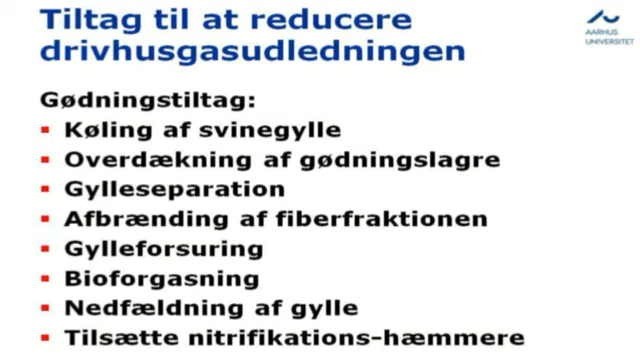 Tiltag til at reducere
drivhusgasudledningen
AARHUS
UNIVERSITET
Gødningstiltag:
Køling af svinegylle
Overdækning af gødningslagre
Gylleseparation
Afbrænding af fiberfraktionen
Gylleforsuring
Bioforgasning
Nedfældning af gylle
Tilsætte nitrifikations-hæmmere